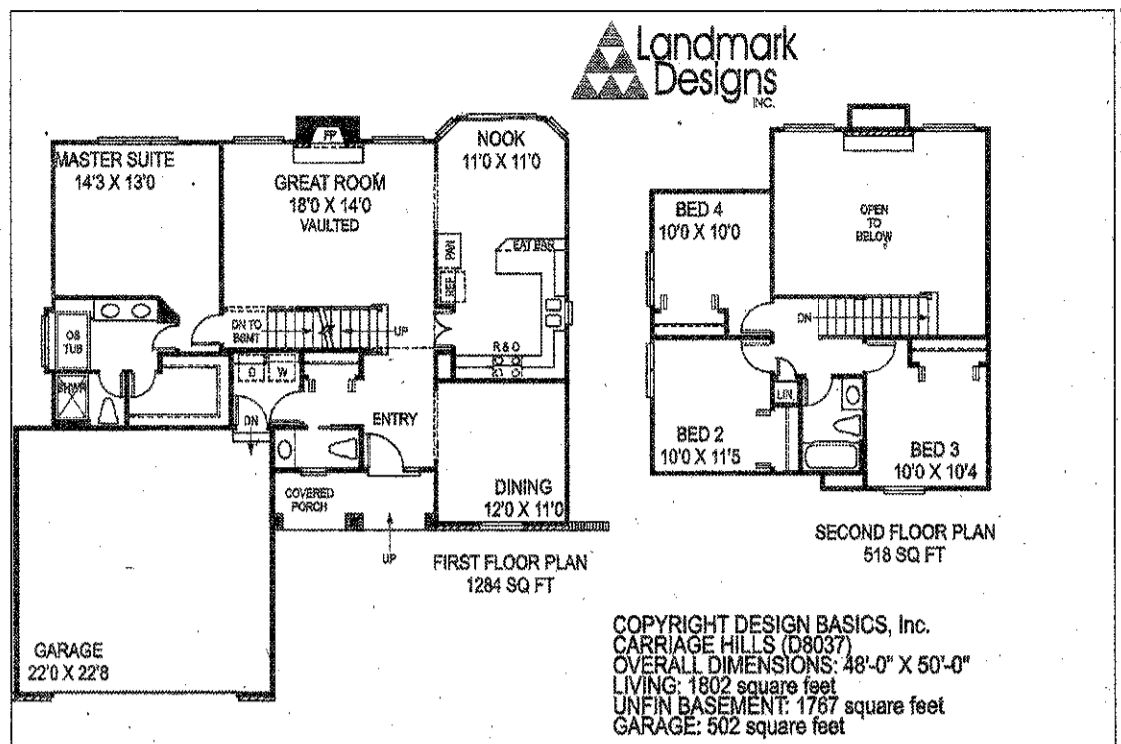 Landmark
Designs
INC.
MASTER SUITE
14'3 X 13'0
FP
GREAT ROOM
18'0 X 14'0
VAULTED
NOOK
11'0 X 11'0
EAT BAR
PAN
REF
OS
TUB
DN TO
BSMT
UP
R & O
SHWR
D
W
DN
ENTRY
COVERED
PORCH
UP
DINING
12'0 X 11'0
GARAGE
22'0 X 22'8
FIRST FLOOR PLAN
1284 SQ FT
BED 4
10'0 X 10'0
OPEN
TO
BELOW
DN
LIN
BED 2
10'0 X 11'5
BED 3
10'0 X 10'4
SECOND FLOOR PLAN
518 SQ FT
COPYRIGHT DESIGN BASICS, Inc.
CARRIAGE HILLS (D8037)
OVERALL DIMENSIONS: 48'-0" X 50'-0"
LIVING: 1802 square feet
UNFIN BASEMENT: 1767 square feet
GARAGE: 502 square feet